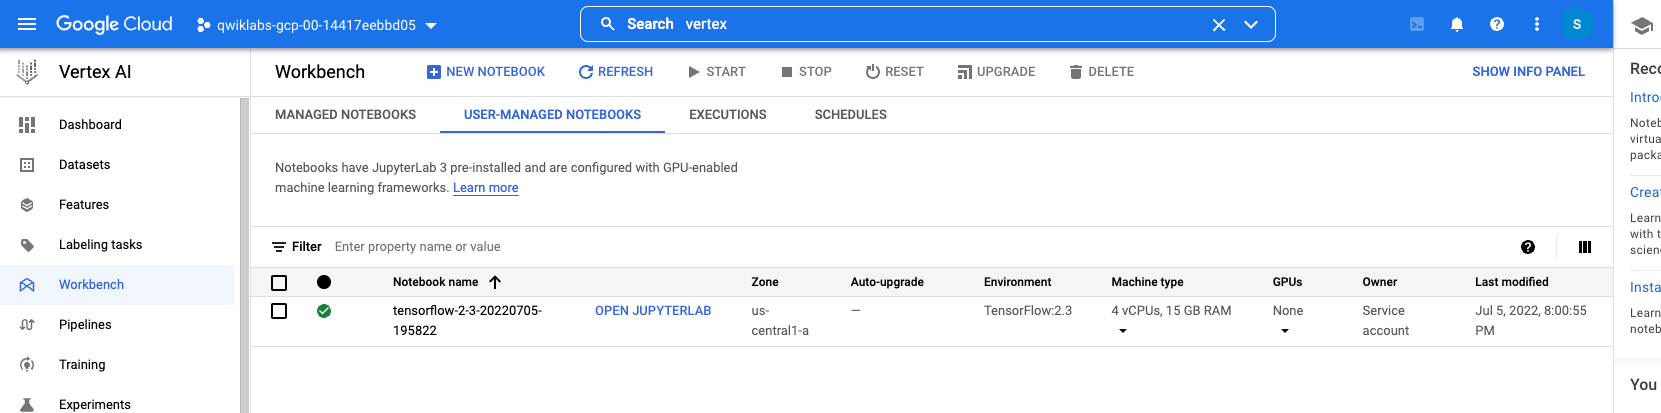 Google Cloud
qwiklabs-gcp-00-14417eebbd05
Search vertex
S
Vertex AI
Workbench
NEW NOTEBOOK
REFRESH
START
STOP
RESET
UPGRADE
DELETE
SHOW INFO PANEL
Dashboard
Datasets
Features
Labeling tasks
Workbench
Pipelines
Training
Experiments
MANAGED NOTEBOOKS
USER-MANAGED NOTEBOOKS
EXECUTIONS
SCHEDULES
Notebooks have JupyterLab 3 pre-installed and are configured with GPU-enabled
machine learning frameworks. Learn more
Filter Enter property name or value
Notebook name
Zone
Auto-upgrade
Environment
Machine type
GPUs
Owner
Last modified
tensorflow-2-3-20220705-
195822
OPEN JUPYTERLAB
us-
central1-a
—
TensorFlow:2.3
4 vCPUs, 15 GB RAM
None
Service
account
Jul 5, 2022, 8:00:55
PM
Reco
Intro
Noteb
virtua
packa
Creat
Learn
with t
scien
Insta
Learn
noteb
You